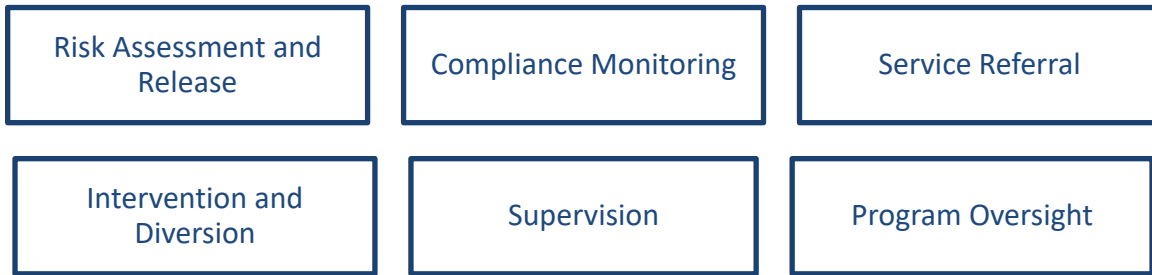 Risk Assessment and
Release
Compliance Monitoring
Service Referral
Intervention and
Diversion
Supervision
Program Oversight